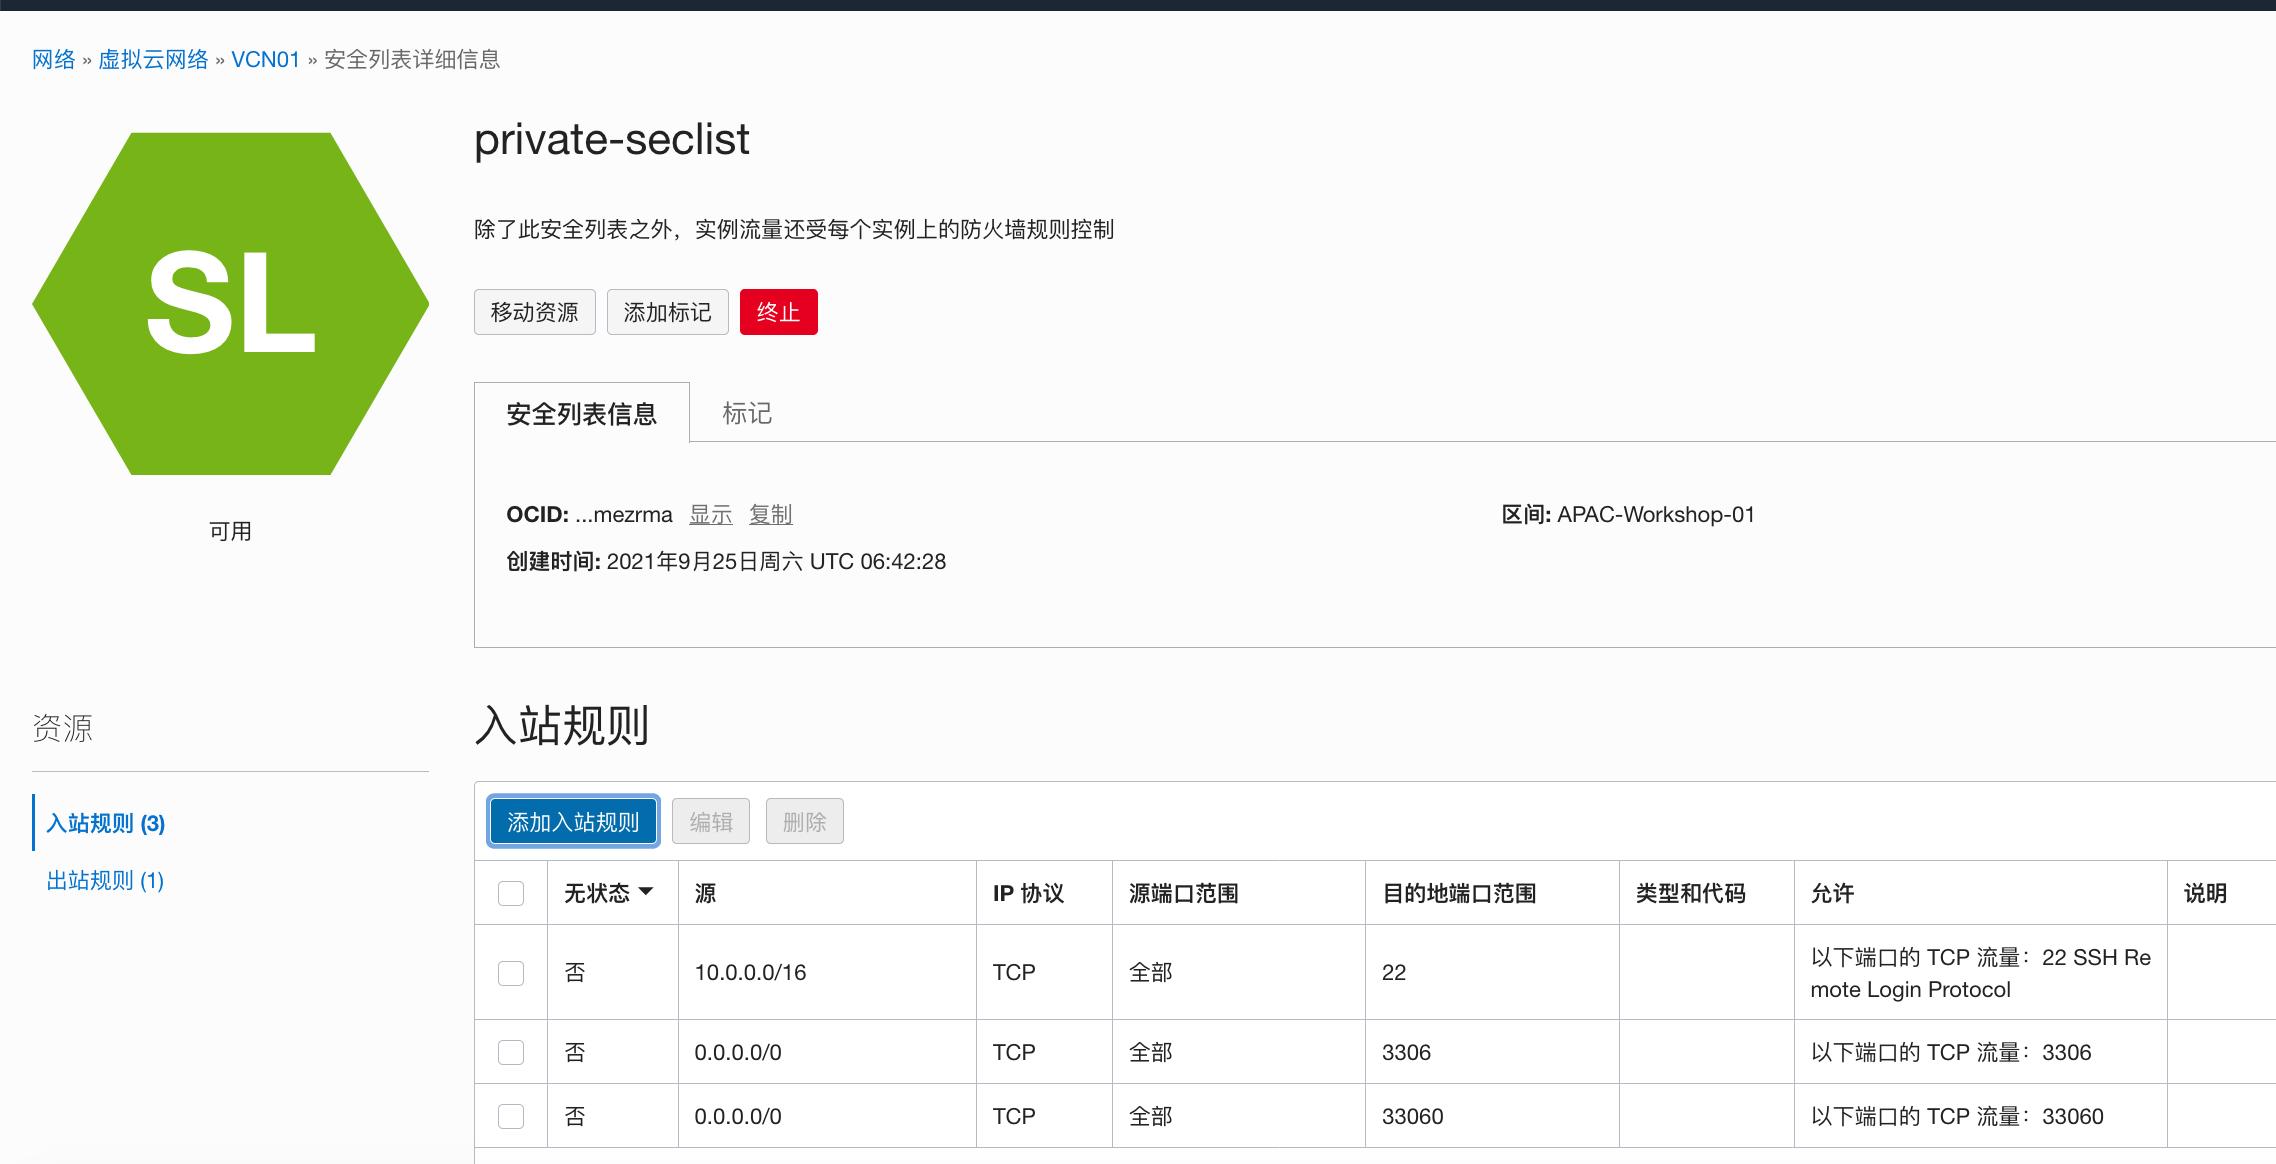 网络 » 虚拟云网络 » VCN01 » 安全列表详细信息
SL
可用
private-seclist
除了此安全列表之外，实例流量还受每个实例上的防火墙规则控制
移动资源 添加标记 终止
安全列表信息 标记
OCID: ...mezrma 显示 复制
创建时间: 2021年9月25日周六 UTC 06:42:28
区间: APAC-Workshop-01
资源
入站规则 (3)
出站规则 (1)
入站规则
添加入站规则 编辑 删除
无状态 源 IP 协议 源端口范围 目的地端口范围 类型和代码 允许 说明
否 10.0.0.0/16 TCP 全部 22 以下端口的 TCP 流量：22 SSH Re
mote Login Protocol
否 0.0.0.0/0 TCP 全部 3306 以下端口的 TCP 流量：3306
否 0.0.0.0/0 TCP 全部 33060 以下端口的 TCP 流量：33060